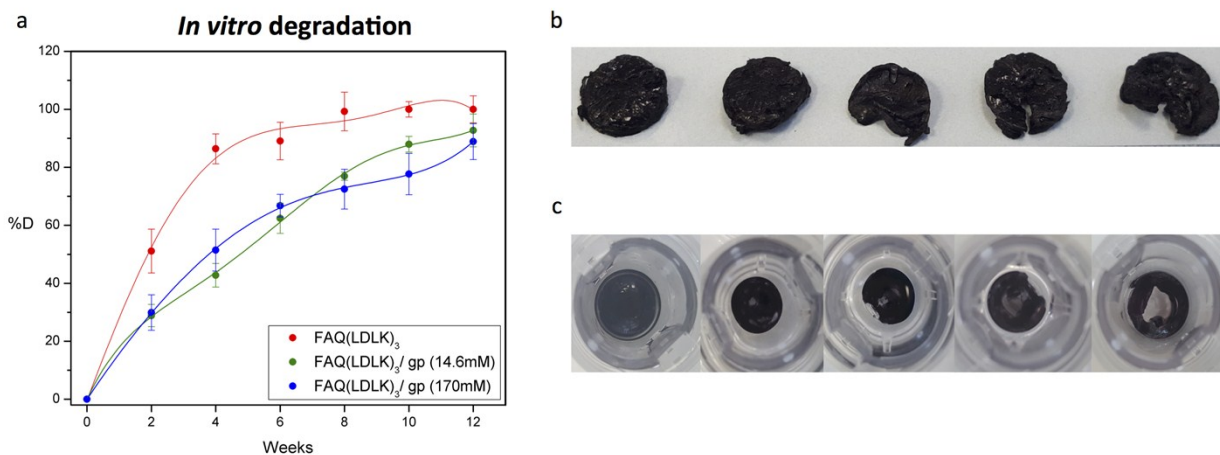 a
In vitro degradation
120
100
80
60
40
20
0
%D
0 2 4 6 8 10 12
Weeks
FAQ(LDLK)₃
FAQ(LDLK)₃/ gp (14.6mM)
FAQ(LDLK)₃/ gp (170mM)
b
c